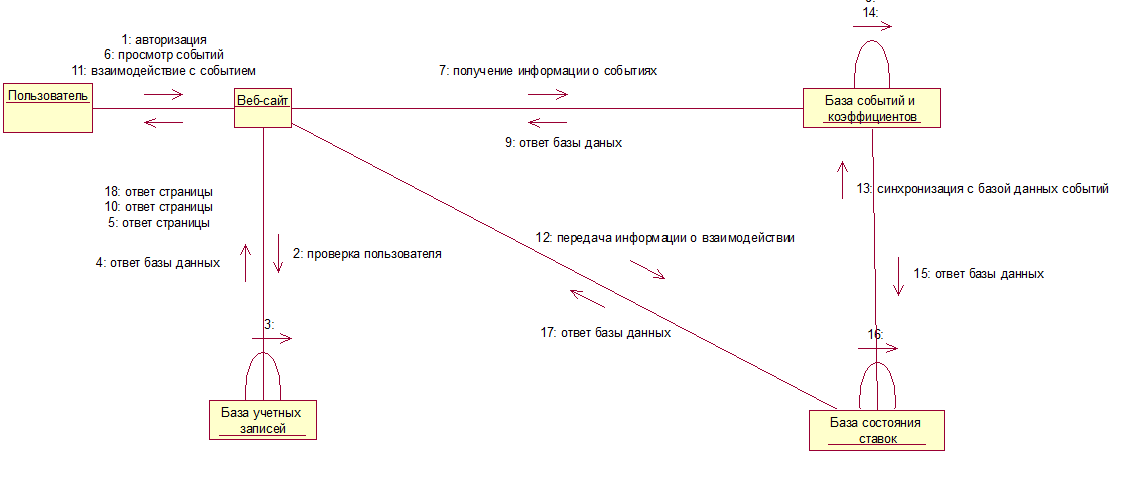 14:
1: авторизация
6: просмотр событий
11: взаимодействие с событием
7: получение информации о событиях
Пользователь
Веб-сайт
База событий и
коэффициентов
9: ответ базы даных
18: ответ страницы
10: ответ страницы
5: ответ страницы
13: синхронизация с базой данных событий
12: передача информации о взаимодействии
2: проверка пользователя
4: ответ базы данных
15: ответ базы данных
17: ответ базы данных
3:
16:
База учетных
записей
База состояния
ставок